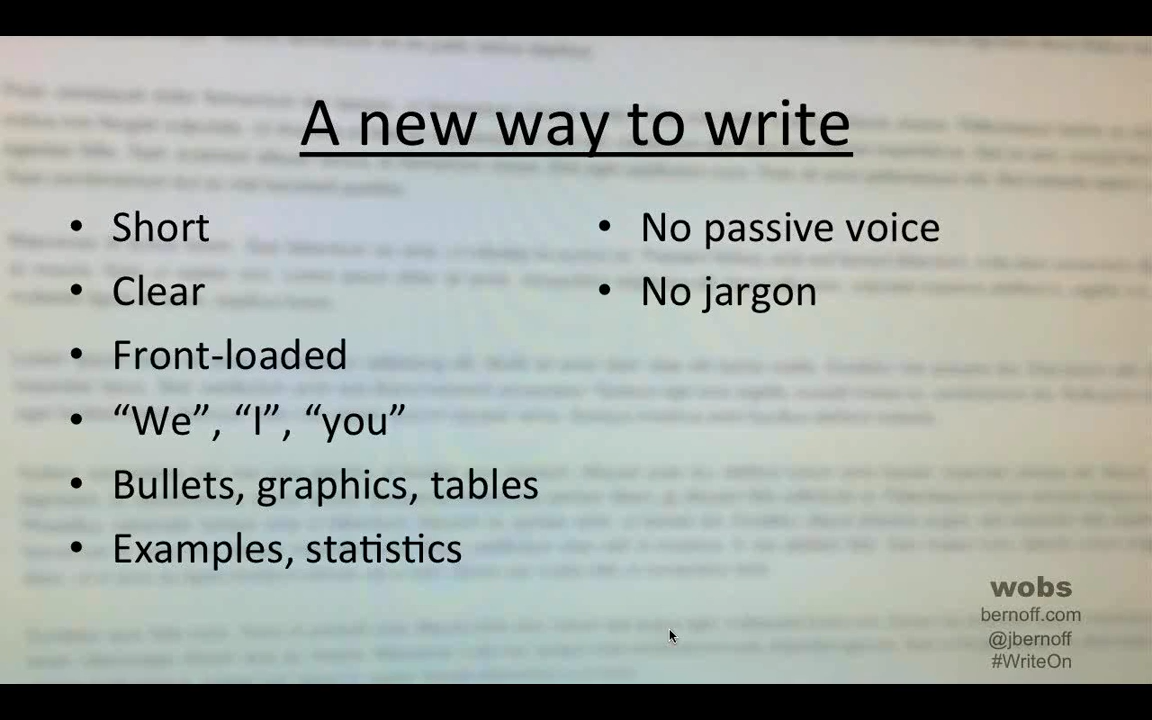 A new way to write
• Short
• Clear
• Front-loaded
• “We”, “I”, “you”
• Bullets, graphics, tables
• Examples, statistics
• No passive voice
• No jargon
wobs
bernoff.com
@jbernoff
#WriteOn